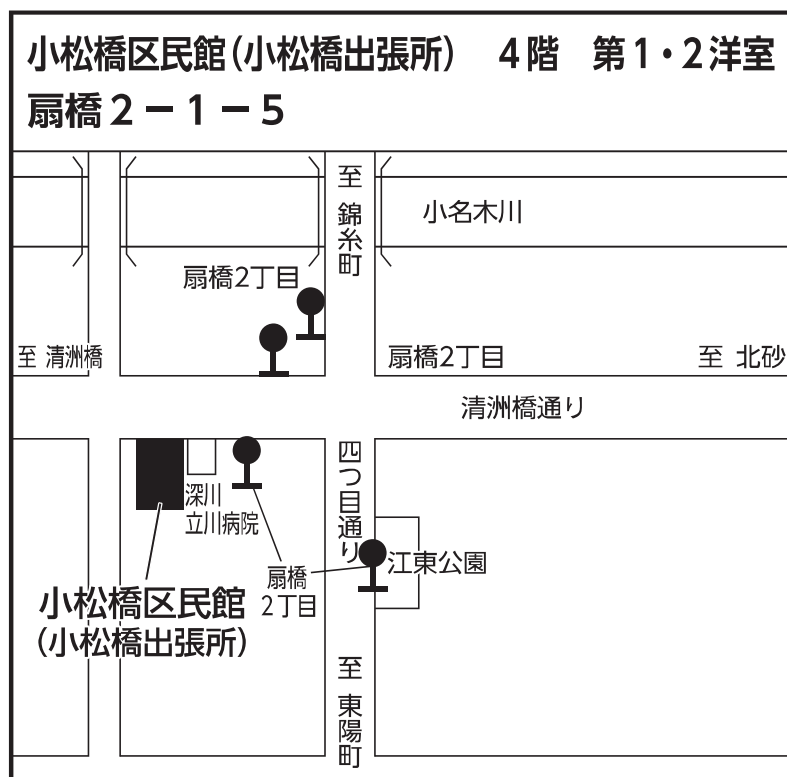 小松橋区民館(小松橋出張所) 4階 第1・2洋室
扇橋2-1-5
至 錦糸町
小名木川
扇橋2丁目
至 清洲橋
扇橋2丁目
至 北砂
清洲橋通り
四つ目通り
深川
立川病院
江東公園
扇橋
2丁目
小松橋区民館
(小松橋出張所)
至 東陽町